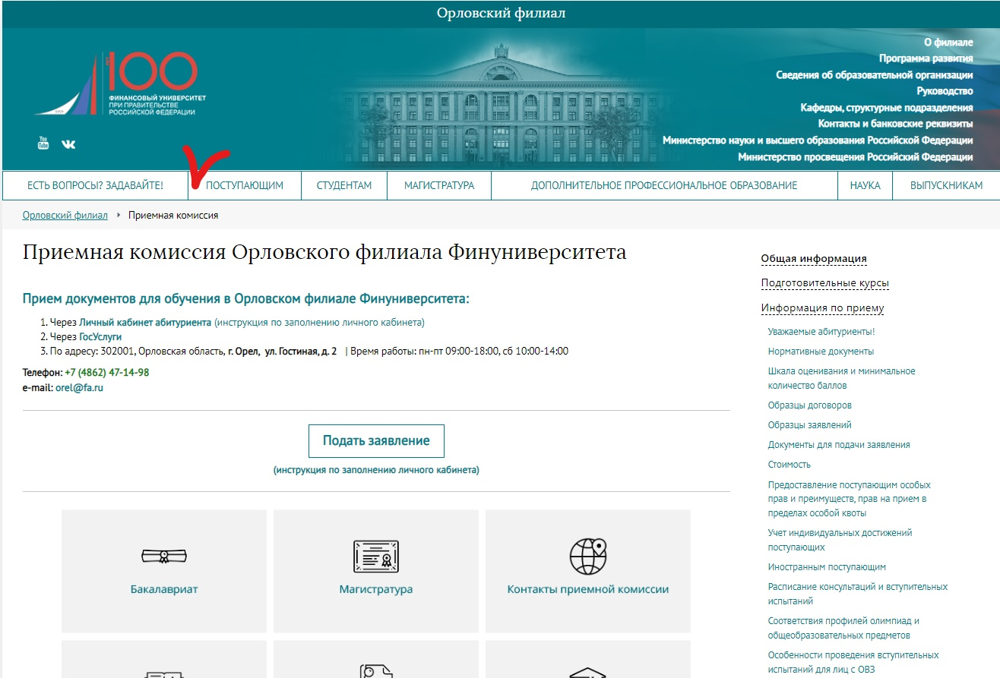 Орловский филиал
ЛЕТ
100
ФИНАНСОВЫЙ УНИВЕРСИТЕТ
ПРИ ПРАВИТЕЛЬСТВЕ
РОССИЙСКОЙ ФЕДЕРАЦИИ
1919
You
Tube
О филиале
Программа развития
Сведения об образовательной организации
Руководство
Кафедры, структурные подразделения
Контакты и банковские реквизиты
Министерство науки и высшего образования Российской Федерации
Министерство просвещения Российской Федерации
ЕСТЬ ВОПРОСЫ? ЗАДАВАЙТЕ!
ПОСТУПАЮЩИМ
СТУДЕНТАМ
МАГИСТРАТУРА
ДОПОЛНИТЕЛЬНОЕ ПРОФЕССИОНАЛЬНОЕ ОБРАЗОВАНИЕ
НАУКА
ВЫПУСКНИКАМ
Орловский филиал
Приемная комиссия
Приемная комиссия Орловского филиала Финуниверситета
Прием документов для обучения в Орловском филиале Финуниверситета:
1. Через Личный кабинет абитуриента (инструкция по заполнению личного кабинета)
2. Через ГосУслуги
3. По адресу: 302001, Орловская область, г. Орел, ул. Гостиная, д. 2 | Время работы: пн-пт 09:00-18:00, сб 10:00-14:00
Телефон: +7 (4862) 47-14-98
e-mail: orel@fa.ru
Подать заявление
(инструкция по заполнению личного кабинета)
Бакалавриат
Магистратура
Контакты приемной комиссии
Общая информация
Подготовительные курсы
Информация по приему
Уважаемые абитуриенты!
Нормативные документы
Шкала оценивания и минимальное
количество баллов
Образцы договоров
Образцы заявлений
Документы для подачи заявления
Стоимость
Предоставление поступающим особых
прав и преимуществ, прав на прием в
пределах особой квоты
Учет индивидуальных достижений
поступающих
Иностранным поступающим
Расписание консультаций и вступительных
испытаний
Соответствия профилей олимпиад и
общеобразовательных предметов
Особенности проведения вступительных
испытаний для лиц с ОВЗ